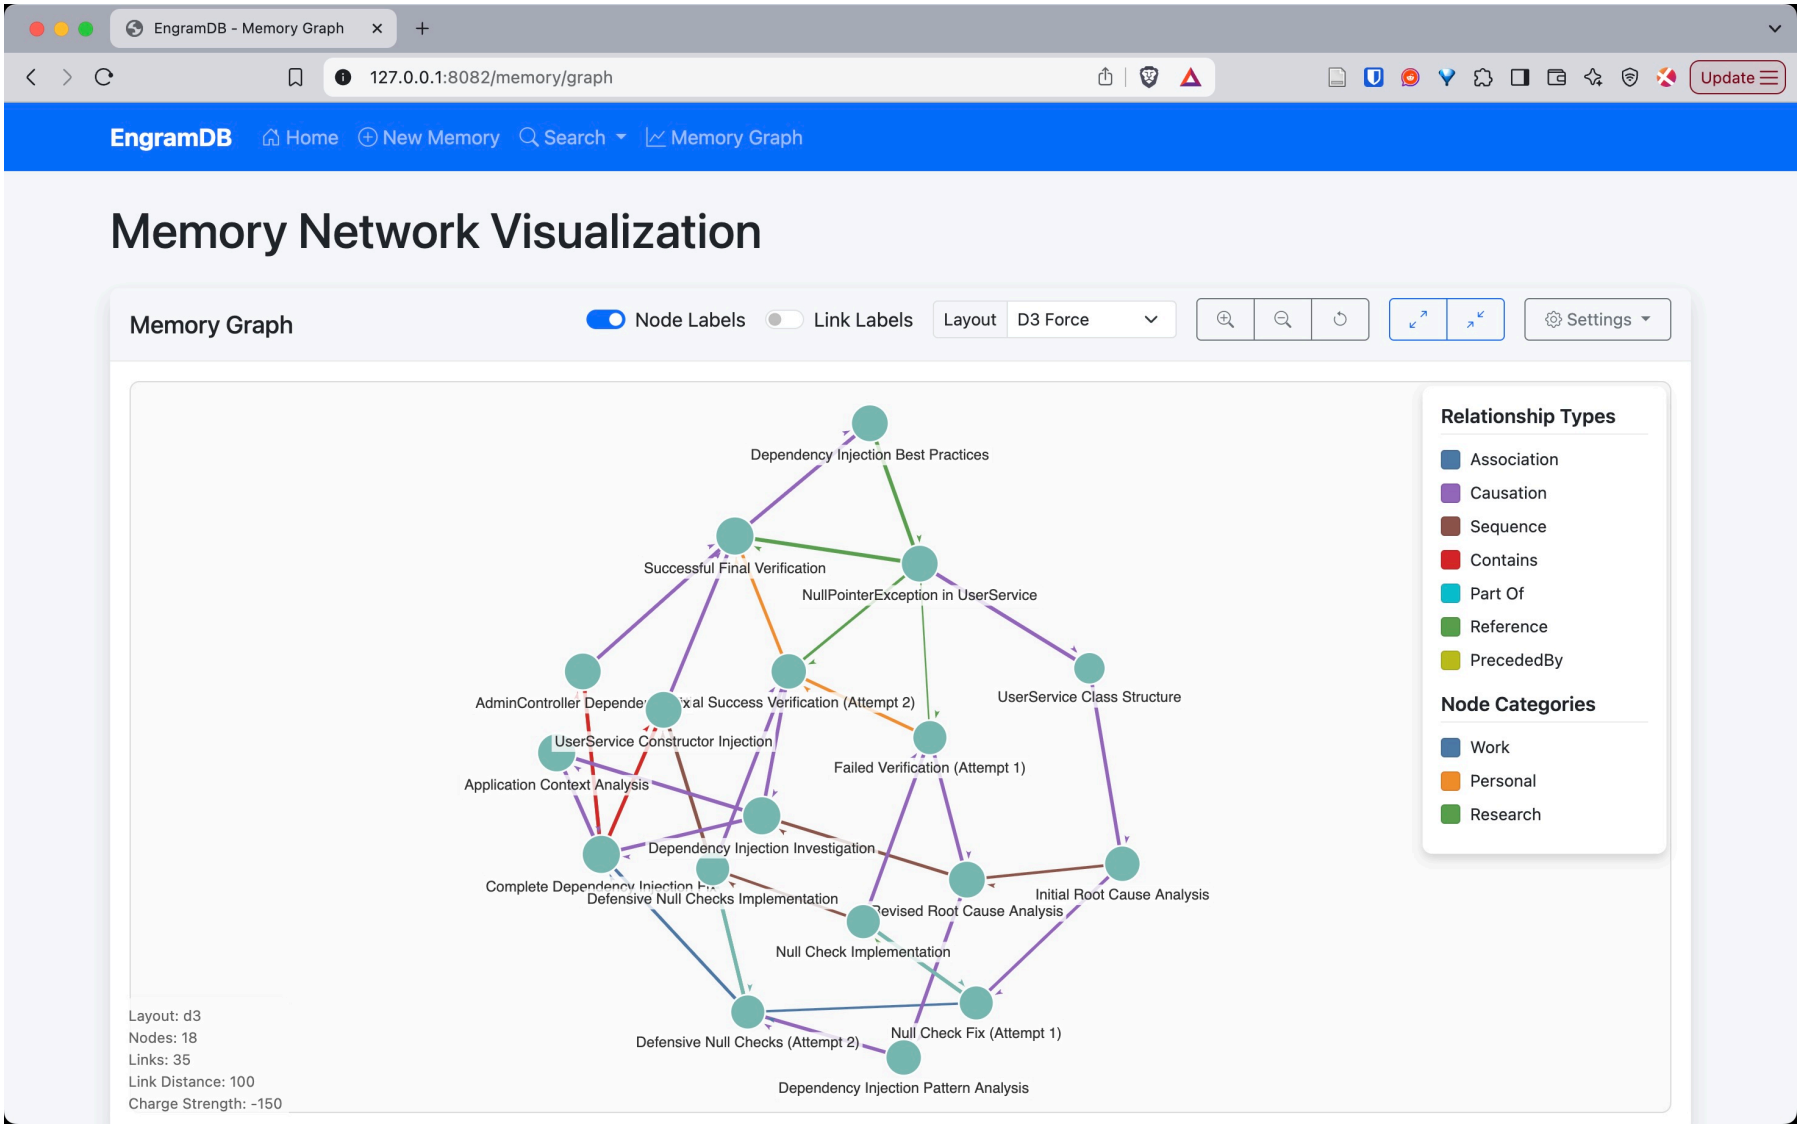 EngramDB - Memory Graph
127.0.0.1:8082/memory/graph
Update
EngramDB Home New Memory Search Memory Graph
Memory Network Visualization
Memory Graph
Node Labels Link Labels Layout D3 Force Settings
Dependency Injection Best Practices
Successful Final Verification
NullPointerException in UserService
AdminController Depende
ix
al Success Verification (Attempt 2)
UserService Class Structure
UserService Constructor Injection
Failed Verification (Attempt 1)
Application Context Analysis
Dependency Injection Investigation
Complete Dependency Injection
Defensive Null Checks Implementation
Initial Root Cause Analysis
Revised Root Cause Analysis
Null Check Implementation
Null Check Fix (Attempt 1)
Defensive Null Checks (Attempt 2)
Dependency Injection Pattern Analysis
Relationship Types
Association
Causation
Sequence
Contains
Part Of
Reference
PrecededBy
Node Categories
Work
Personal
Research
Layout: d3
Nodes: 18
Links: 35
Link Distance: 100
Charge Strength: -150